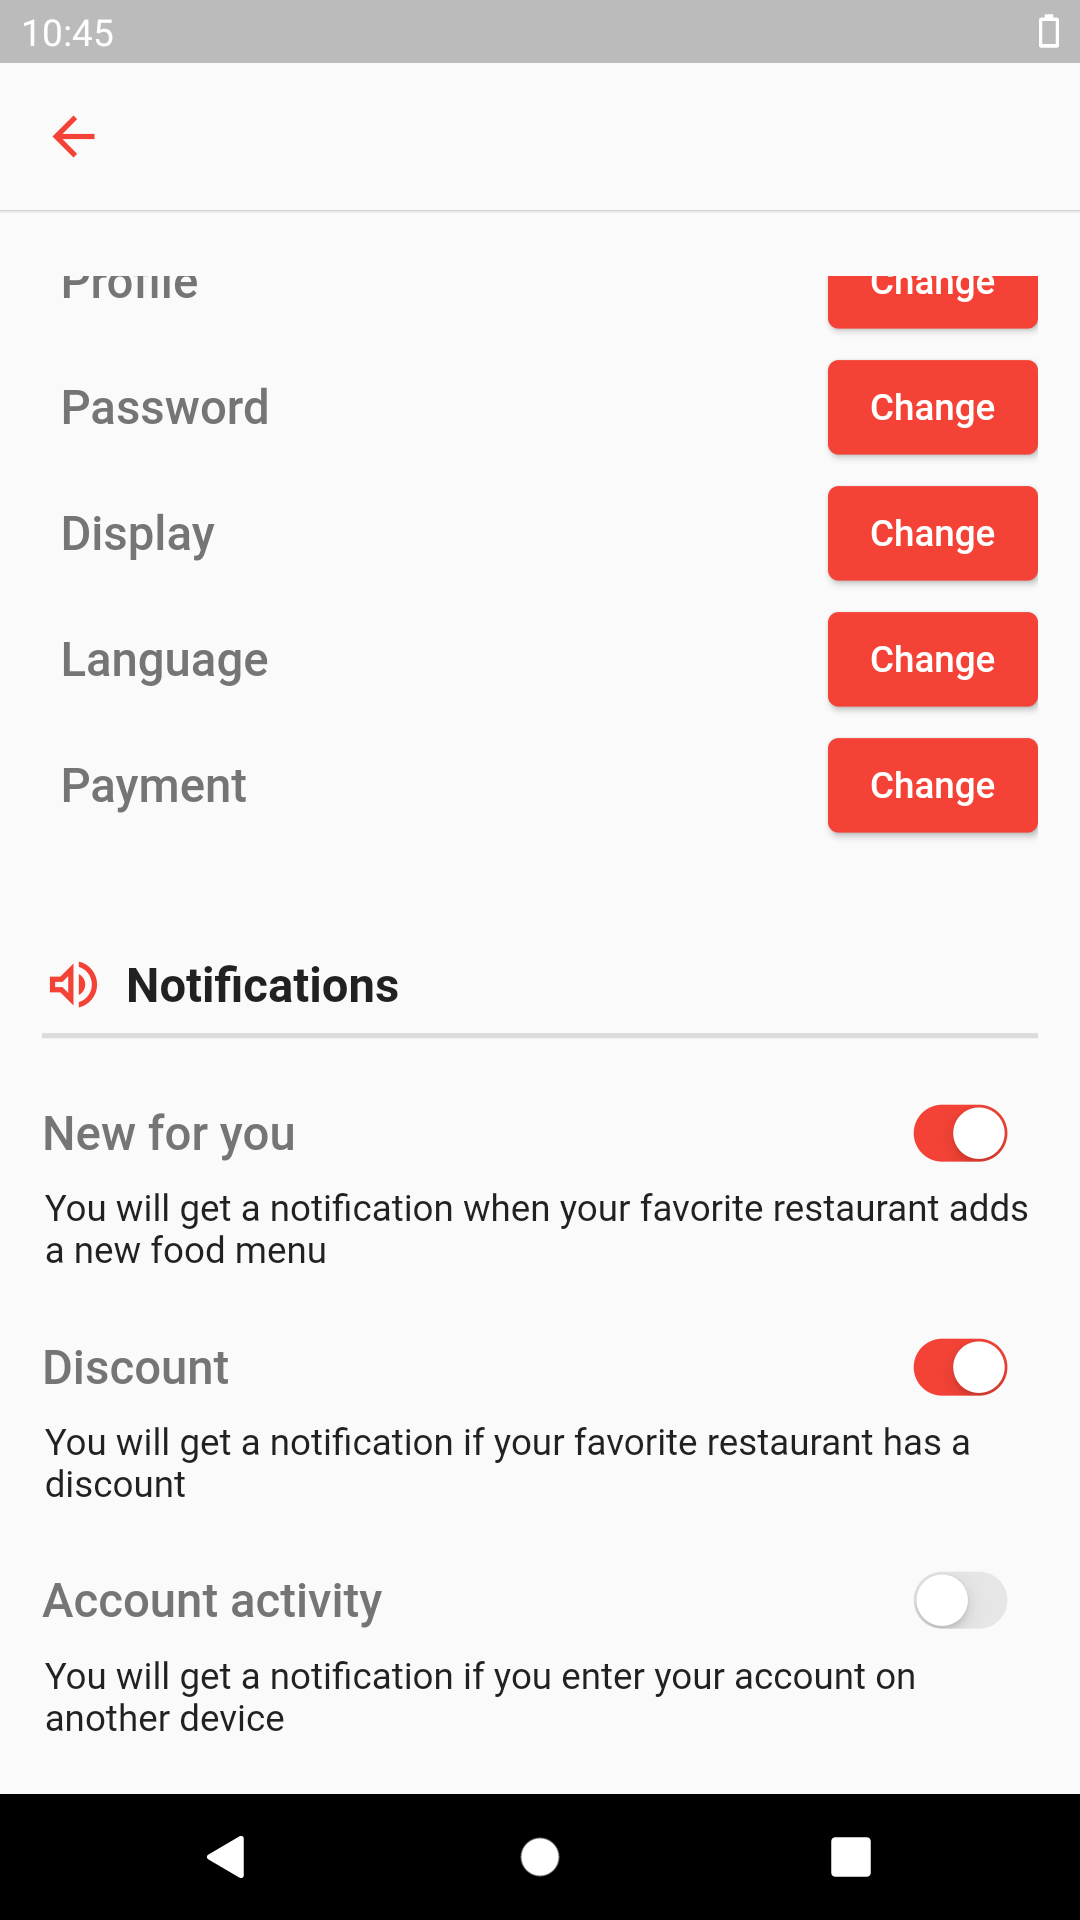 10:45
Profile Change
Password Change
Display Change
Language Change
Payment Change
Notifications
New for you
You will get a notification when your favorite restaurant adds
a new food menu
Discount
You will get a notification if your favorite restaurant has a
discount
Account activity
You will get a notification if you enter your account on
another device